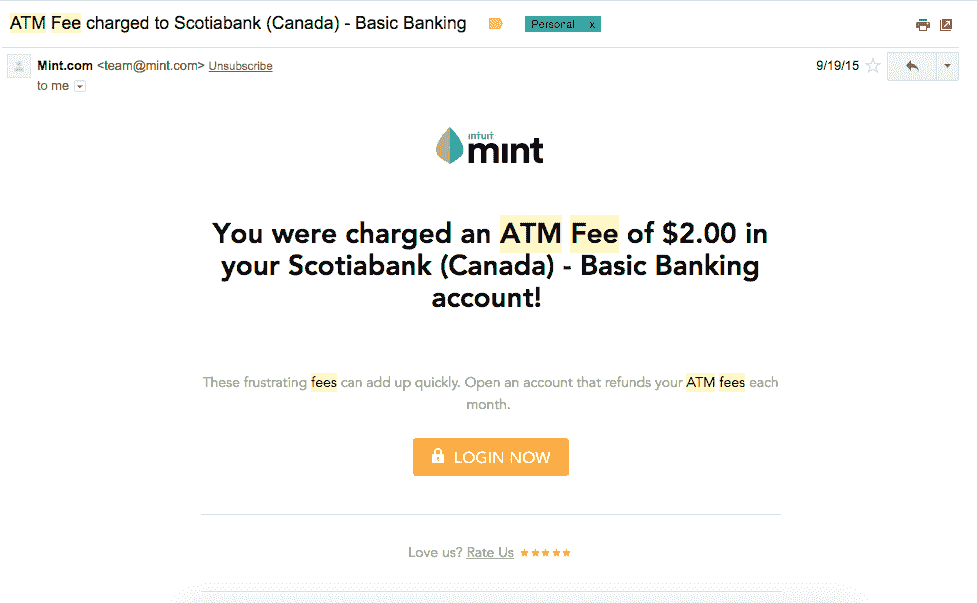 ATM Fee charged to Scotiabank (Canada) - Basic Banking
Personal x
Mint.com <team@mint.com> Unsubscribe
9/19/15
to me
intuit
mint
You were charged an ATM Fee of $2.00 in
your Scotiabank (Canada) - Basic Banking
account!
These frustrating fees can add up quickly. Open an account that refunds your ATM fees each
month.
LOGIN NOW
Love us? Rate Us